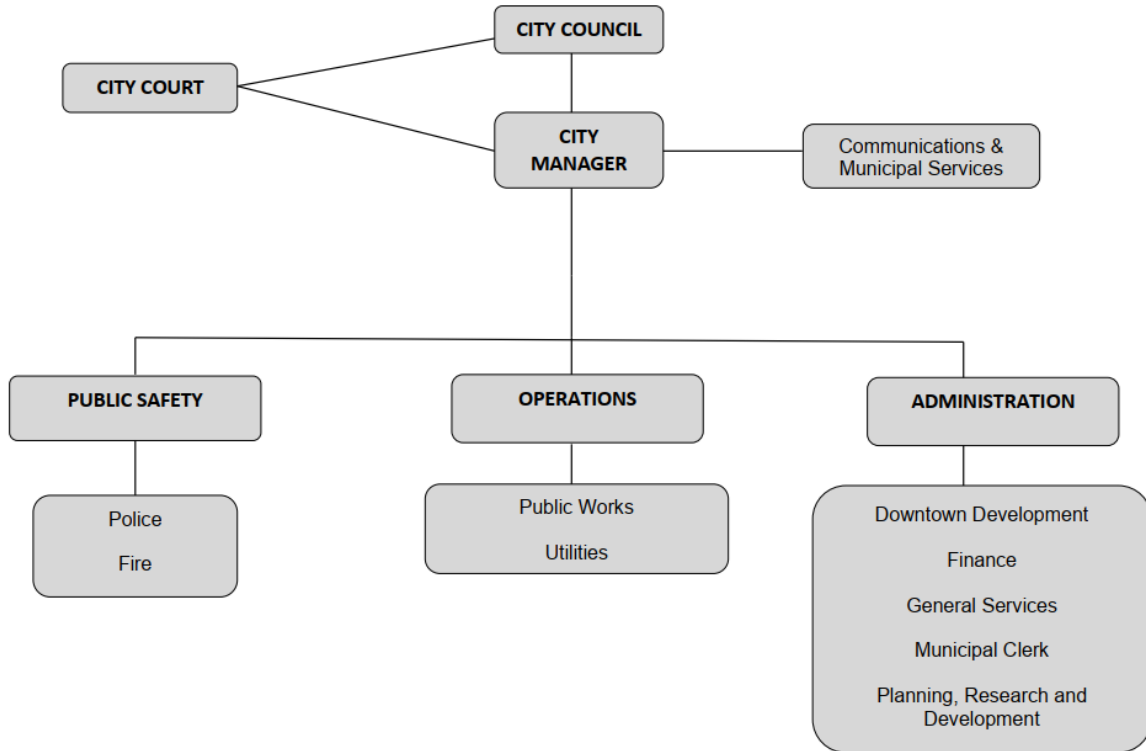 CITY COUNCIL
CITY COURT
CITY
MANAGER
Communications &
Municipal Services
PUBLIC SAFETY
OPERATIONS
ADMINISTRATION
Police
Fire
Public Works
Utilities
Downtown Development
Finance
General Services
Municipal Clerk
Planning, Research and
Development